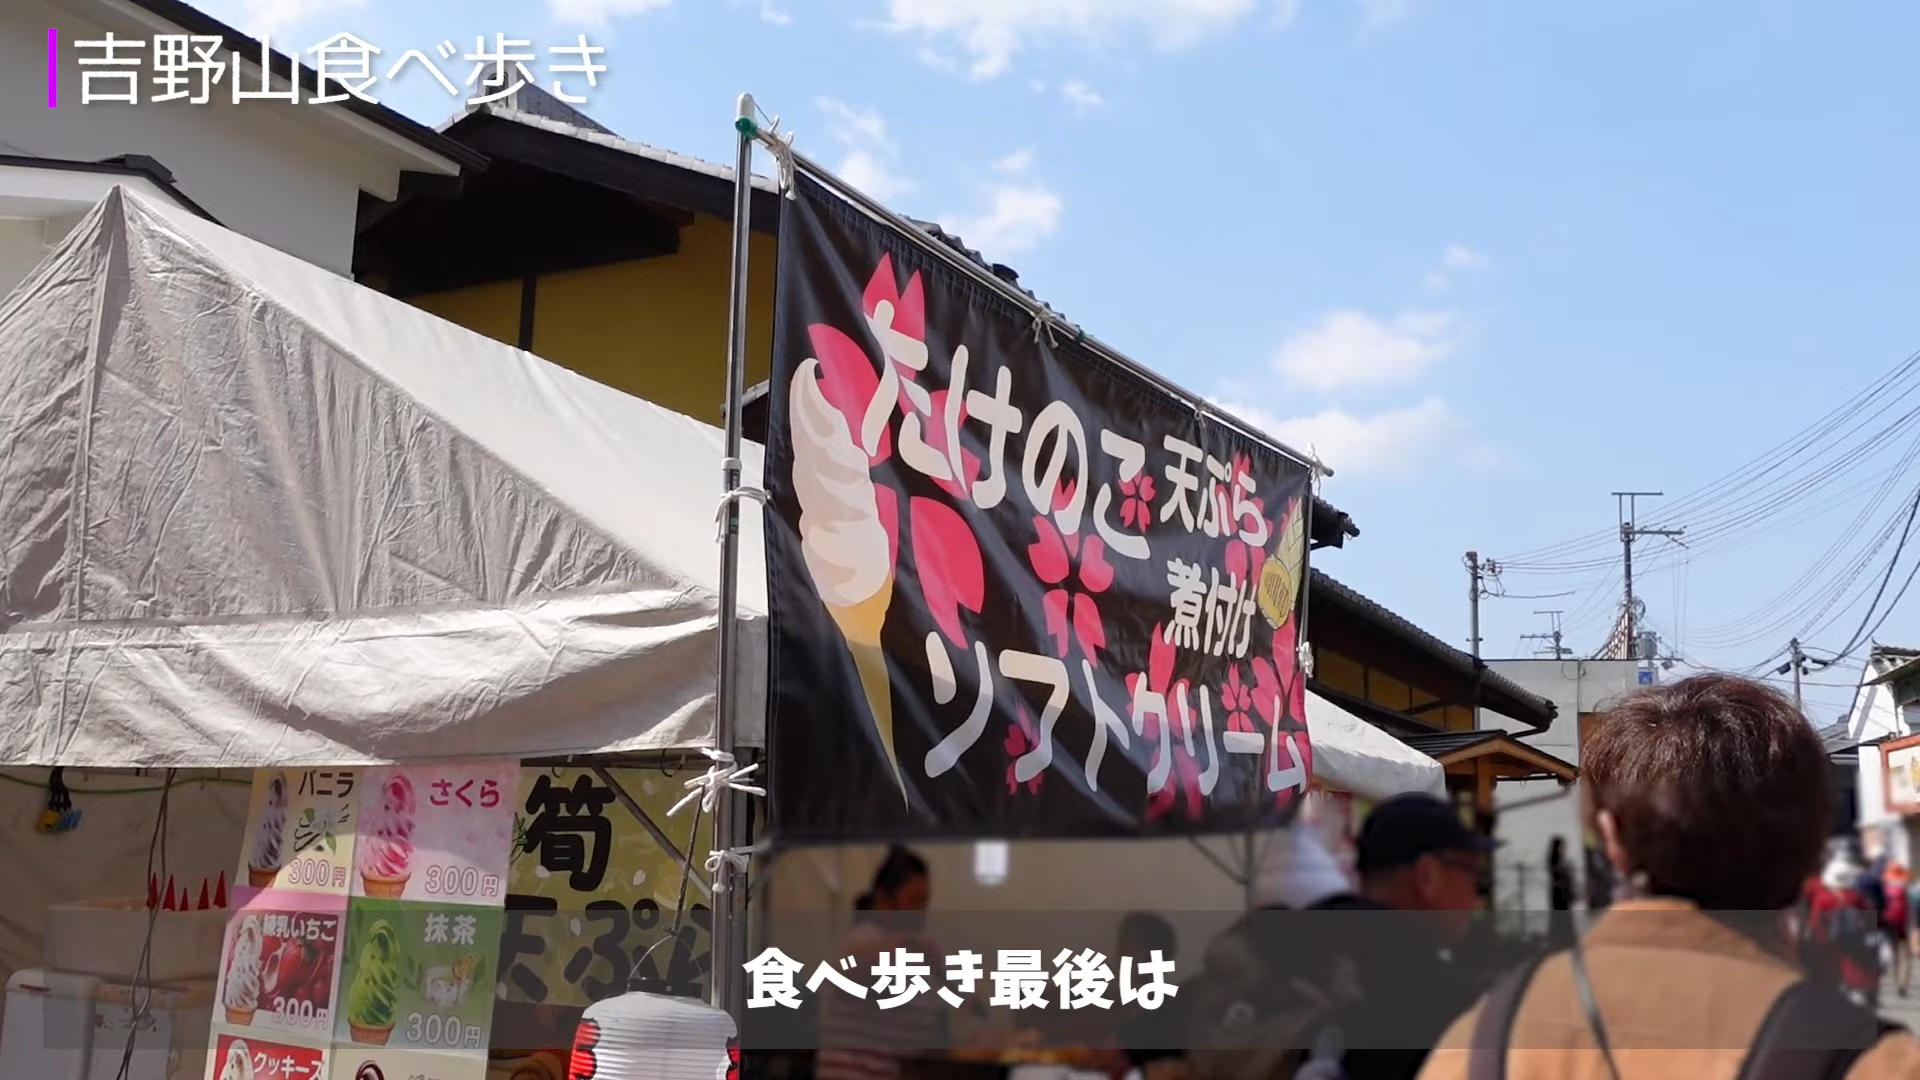 吉野山食べ歩き
たけのこ 天ぷら
煮付け
ソフトクリーム
バニラ
300円
さくら
300円
練乳いちご
300円
抹茶
300円
クッキーズ
筍
天ぷら
食べ歩き最後は